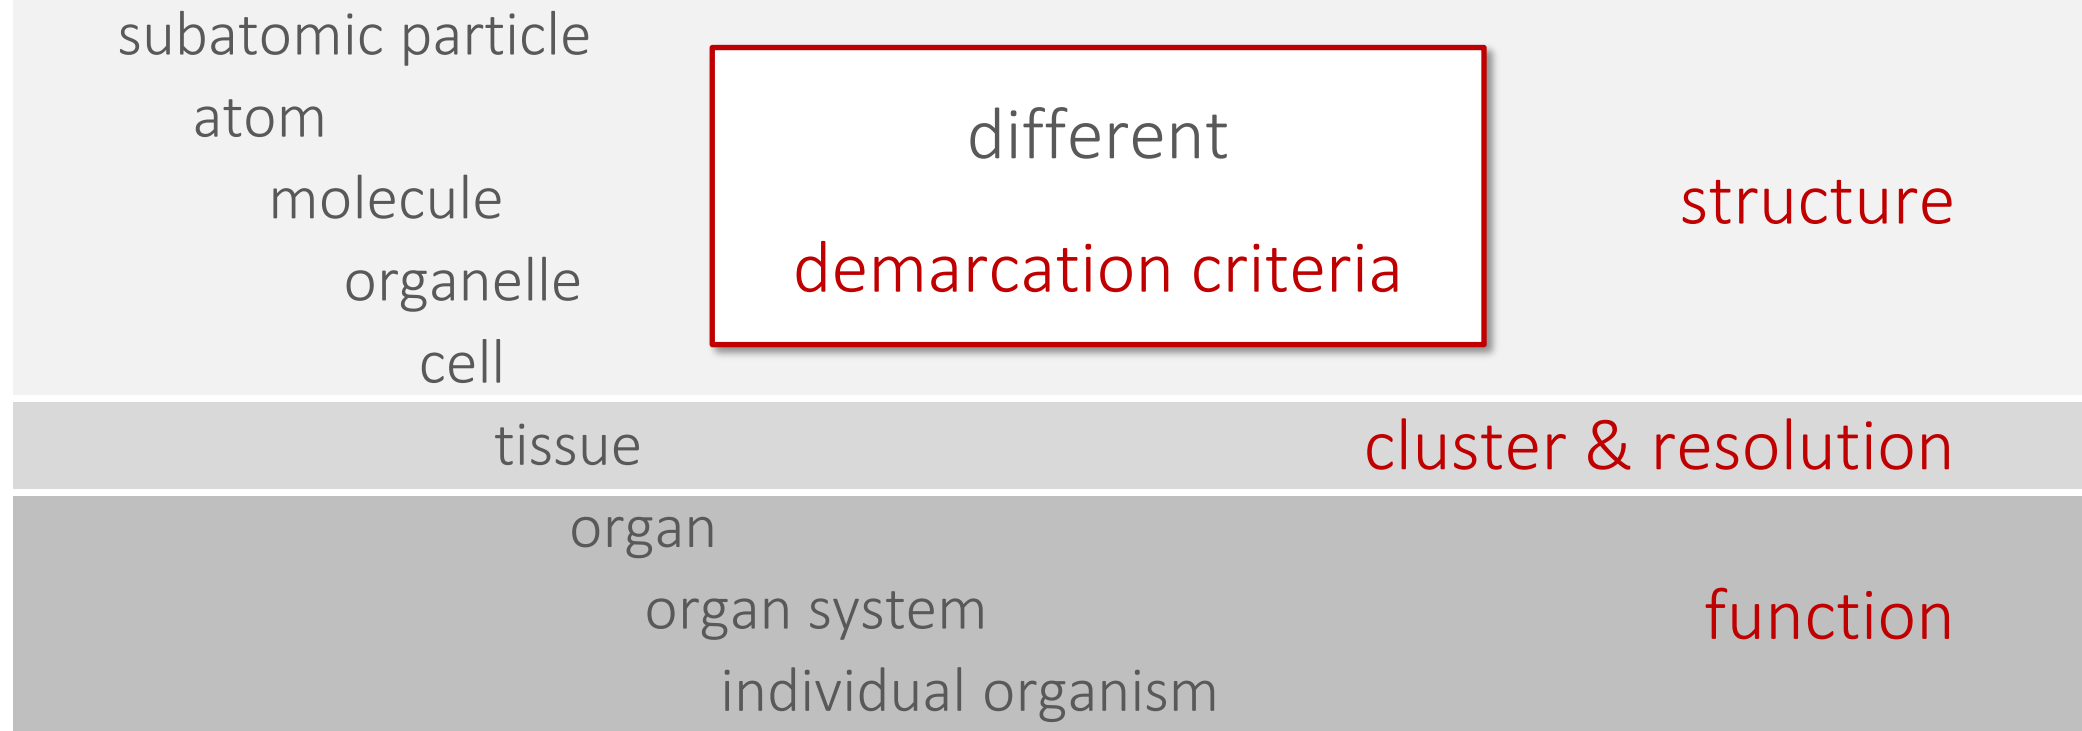 subatomic particle
atom
molecule
organelle
cell
different
demarcation criteria
structure
tissue
cluster & resolution
organ
organ system
individual organism
function